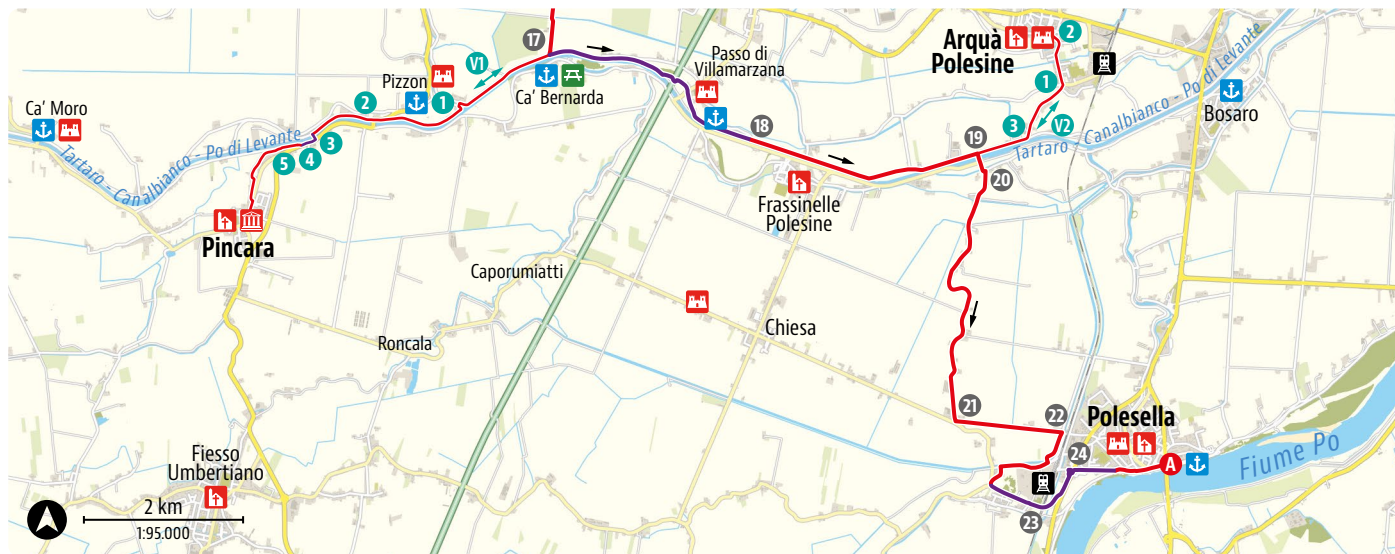 17
V1
Pizzon
1
2
Ca' Bernarda
Ca' Moro
3
4
5
Tartaro - Canalbianco - Po di Levante
Pincara
Passo di
Villamarzana
18
Arquà
Polesine
2
1
3
V2
19
20
Tartaro - Canalbianco - Po di Levante
Bosaro
Frassinelle
Polesine
Caporumiatti
Chiesa
Roncala
21
22
Polesella
24
A
Fiume Po
23
Fiesso
Umbertiano
2 km
1:95.000